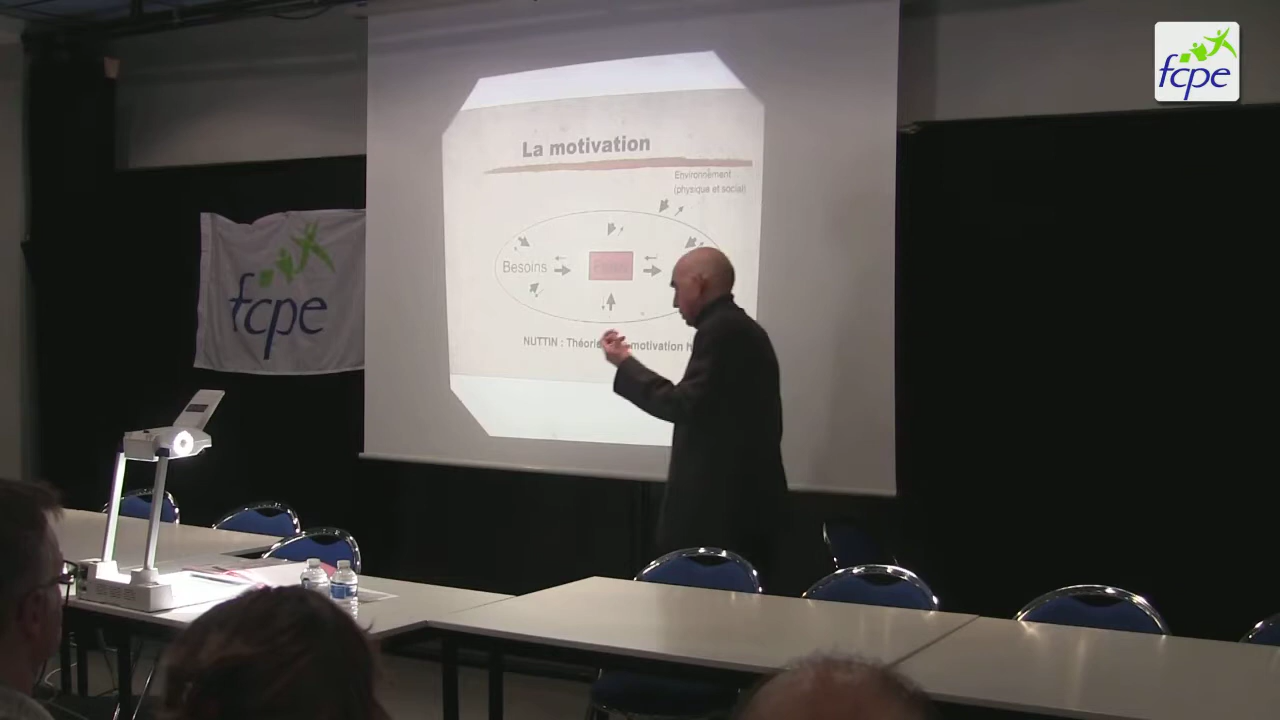 fcpe
La motivation
Environnement
(physique et social)
Besoins
NUTTIN : Théorie motivation
fcpe